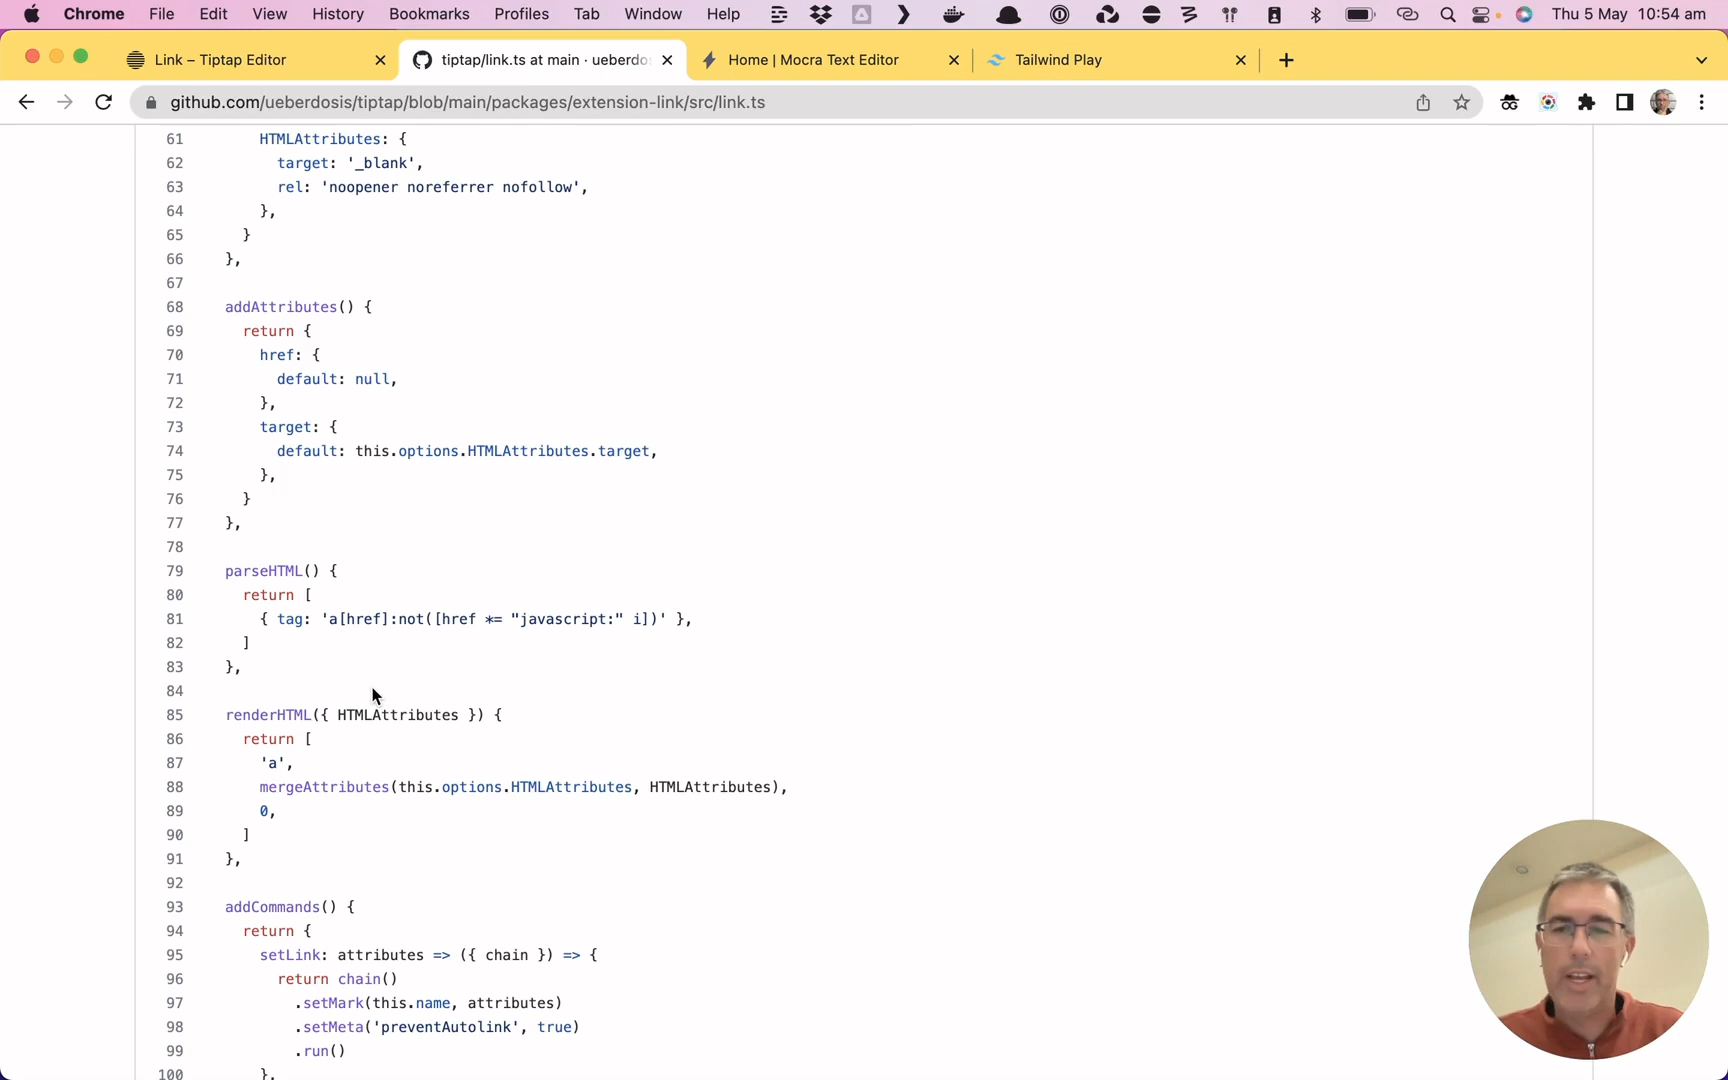 Chrome File Edit View History Bookmarks Profiles Tab Window Help Thu 5 May 10:54 am
Link – Tiptap Editor
tiptap/link.ts at main · ueberdo
Home | Mocra Text Editor
Tailwind Play
github.com/ueberdosis/tiptap/blob/main/packages/extension-link/src/link.ts
61 HTMLAttributes: {
62 target: '_blank',
63 rel: 'noopener noreferrer nofollow',
64 },
65 }
66 },
67
68 addAttributes() {
69 return {
70 href: {
71 default: null,
72 },
73 target: {
74 default: this.options.HTMLAttributes.target,
75 },
76 }
77 },
78
79 parseHTML() {
80 return [
81 { tag: 'a[href]:not([href *= "javascript:" i])' },
82 ]
83 },
84
85 renderHTML({ HTMLAttributes }) {
86 return [
87 'a',
88 mergeAttributes(this.options.HTMLAttributes, HTMLAttributes),
89 0,
90 ]
91 },
92
93 addCommands() {
94 return {
95 setLink: attributes => ({ chain }) => {
96 return chain()
97 .setMark(this.name, attributes)
98 .setMeta('preventAutolink', true)
99 .run()
100 },